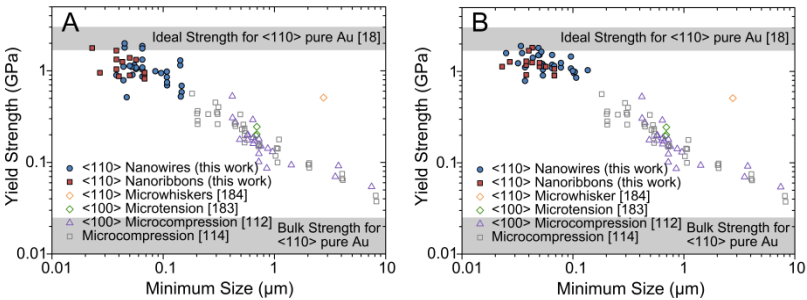 A
Ideal Strength for <110> pure Au [18]
Yield Strength (GPa)
1
0.1
0.01
<110> Nanowires (this work)
<110> Nanoribbons (this work)
<110> Microwhiskers [184]
<100> Microtension [183]
<100> Microcompression [112]
Microcompression [114]
Bulk Strength for
<110> pure Au
0.01 0.1 1 10
Minimum Size (µm)
B
Ideal Strength for <110> pure Au [18]
Yield Strength (GPa)
1
0.1
0.01
<110> Nanowires (this work)
<110> Nanoribbons (this work)
<110> Microwhisker [184]
<100> Microtension [183]
<100> Microcompression [112]
Microcompression [114]
Bulk Strength for
<110> pure Au
0.01 0.1 1 10
Minimum Size (µm)